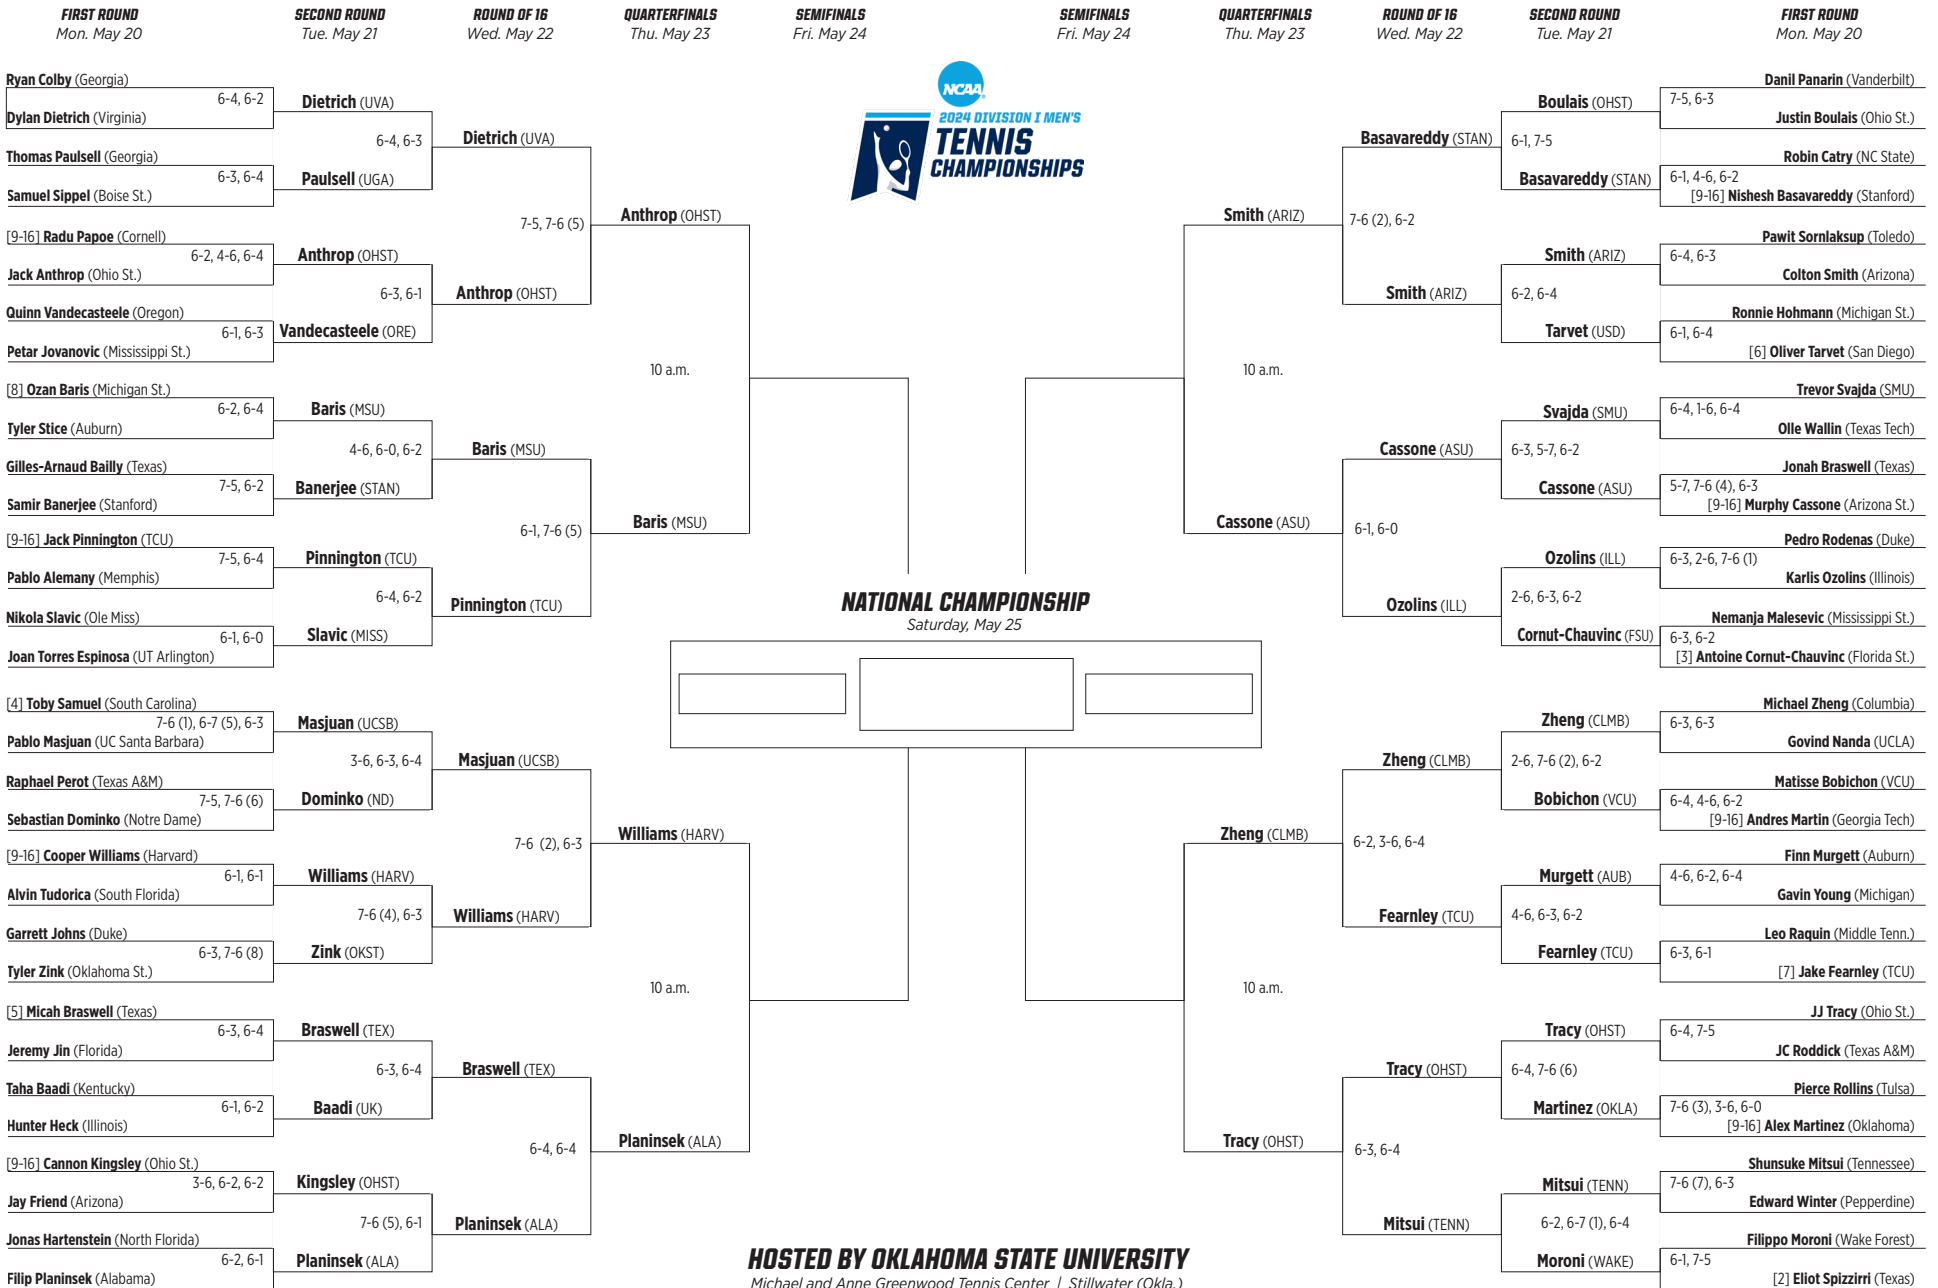 FIRST ROUND
Mon. May 20
SECOND ROUND
Tue. May 21
ROUND OF 16
Wed. May 22
QUARTERFINALS
Thu. May 23
SEMIFINALS
Fri. May 24
SEMIFINALS
Fri. May 24
QUARTERFINALS
Thu. May 23
ROUND OF 16
Wed. May 22
SECOND ROUND
Tue. May 21
FIRST ROUND
Mon. May 20
NCAA
2024 DIVISION I MEN'S
TENNIS
CHAMPIONSHIPS
Ryan Colby (Georgia)
6-4, 6-2
Dylan Dietrich (Virginia)
Thomas Paulsell (Georgia)
6-3, 6-4
Samuel Sippel (Boise St.)
[9-16] Radu Papoe (Cornell)
6-2, 4-6, 6-4
Jack Anthrop (Ohio St.)
Quinn Vandecasteele (Oregon)
6-1, 6-3
Petar Jovanovic (Mississippi St.)
[8] Ozan Baris (Michigan St.)
6-2, 6-4
Tyler Stice (Auburn)
Gilles-Arnaud Bailly (Texas)
7-5, 6-2
Samir Banerjee (Stanford)
[9-16] Jack Pinnington (TCU)
7-5, 6-4
Pablo Alemany (Memphis)
Nikola Slavic (Ole Miss)
6-1, 6-0
Joan Torres Espinosa (UT Arlington)
[4] Toby Samuel (South Carolina)
7-6 (1), 6-7 (5), 6-3
Pablo Masjuan (UC Santa Barbara)
Raphael Perot (Texas A&M)
7-5, 7-6 (6)
Sebastian Dominko (Notre Dame)
[9-16] Cooper Williams (Harvard)
6-1, 6-1
Alvin Tudorica (South Florida)
Garrett Johns (Duke)
6-3, 7-6 (8)
Tyler Zink (Oklahoma St.)
[5] Micah Braswell (Texas)
6-3, 6-4
Jeremy Jin (Florida)
Taha Baadi (Kentucky)
6-1, 6-2
Hunter Heck (Illinois)
[9-16] Cannon Kingsley (Ohio St.)
3-6, 6-2, 6-2
Jay Friend (Arizona)
Jonas Hartenstein (North Florida)
6-2, 6-1
Filip Planinsek (Alabama)
Dietrich (UVA)
6-4, 6-3
Paulsell (UGA)
Anthrop (OHST)
6-3, 6-1
Vandecasteele (ORE)
Baris (MSU)
4-6, 6-0, 6-2
Banerjee (STAN)
Pinnington (TCU)
6-4, 6-2
Slavic (MISS)
Masjuan (UCSB)
3-6, 6-3, 6-4
Dominko (ND)
Williams (HARV)
7-6 (4), 6-3
Zink (OKST)
Braswell (TEX)
6-3, 6-4
Baadi (UK)
Kingsley (OHST)
7-6 (5), 6-1
Planinsek (ALA)
Dietrich (UVA)
7-5, 7-6 (5)
Anthrop (OHST)
Baris (MSU)
6-1, 7-6 (5)
Pinnington (TCU)
Masjuan (UCSB)
7-6 (2), 6-3
Williams (HARV)
Braswell (TEX)
6-4, 6-4
Planinsek (ALA)
Anthrop (OHST)
10 a.m.
Baris (MSU)
Williams (HARV)
10 a.m.
Planinsek (ALA)
NATIONAL CHAMPIONSHIP
Saturday, May 25
Smith (ARIZ)
10 a.m.
Cassone (ASU)
Zheng (CLMB)
10 a.m.
Tracy (OHST)
Basavareddy (STAN)
7-6 (2), 6-2
Smith (ARIZ)
Cassone (ASU)
6-1, 6-0
Ozolins (ILL)
Zheng (CLMB)
6-2, 3-6, 6-4
Fearnley (TCU)
Tracy (OHST)
6-3, 6-4
Mitsui (TENN)
Boulais (OHST)
6-1, 7-5
Basavareddy (STAN)
Smith (ARIZ)
6-2, 6-4
Tarvet (USD)
Svajda (SMU)
6-3, 5-7, 6-2
Cassone (ASU)
Ozolins (ILL)
2-6, 6-3, 6-2
Cornut-Chauvinc (FSU)
Zheng (CLMB)
2-6, 7-6 (2), 6-2
Bobichon (VCU)
Murgett (AUB)
4-6, 6-3, 6-2
Fearnley (TCU)
Tracy (OHST)
6-4, 7-6 (6)
Martinez (OKLA)
Mitsui (TENN)
6-2, 6-7 (1), 6-4
Moroni (WAKE)
Danil Panarin (Vanderbilt)
7-5, 6-3
Justin Boulais (Ohio St.)
Robin Catry (NC State)
6-1, 4-6, 6-2
[9-16] Nishesh Basavareddy (Stanford)
Pawit Sornlaksup (Toledo)
6-4, 6-3
Colton Smith (Arizona)
Ronnie Hohmann (Michigan St.)
6-1, 6-4
[6] Oliver Tarvet (San Diego)
Trevor Svajda (SMU)
6-4, 1-6, 6-4
Olle Wallin (Texas Tech)
Jonah Braswell (Texas)
5-7, 7-6 (4), 6-3
[9-16] Murphy Cassone (Arizona St.)
Pedro Rodenas (Duke)
6-3, 2-6, 7-6 (1)
Karlis Ozolins (Illinois)
Nemanja Malesevic (Mississippi St.)
6-3, 6-2
[3] Antoine Cornut-Chauvinc (Florida St.)
Michael Zheng (Columbia)
6-3, 6-3
Govind Nanda (UCLA)
Matisse Bobichon (VCU)
6-4, 4-6, 6-2
[9-16] Andres Martin (Georgia Tech)
Finn Murgett (Auburn)
4-6, 6-2, 6-4
Gavin Young (Michigan)
Leo Raquin (Middle Tenn.)
6-3, 6-1
[7] Jake Fearnley (TCU)
JJ Tracy (Ohio St.)
6-4, 7-5
JC Roddick (Texas A&M)
Pierce Rollins (Tulsa)
7-6 (3), 3-6, 6-0
[9-16] Alex Martinez (Oklahoma)
Shunsuke Mitsui (Tennessee)
7-6 (7), 6-3
Edward Winter (Pepperdine)
Filippo Moroni (Wake Forest)
6-1, 7-5
[2] Eliot Spizzirri (Texas)
HOSTED BY OKLAHOMA STATE UNIVERSITY
Michael and Anne Greenwood Tennis Center | Stillwater (Okla.)